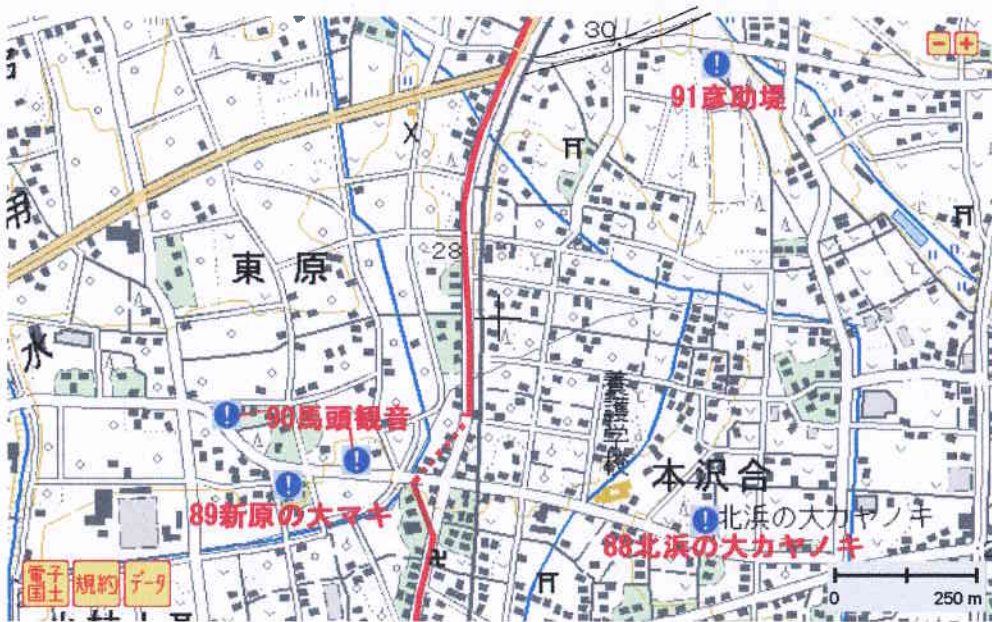 30
91彦助堤
28
東原
用
水
養護学校
90馬頭観音
本沢合
89新原の大マキ
北浜の大カヤノキ
88北浜の大カヤノキ
電子国土
規約
データ
0 250 m